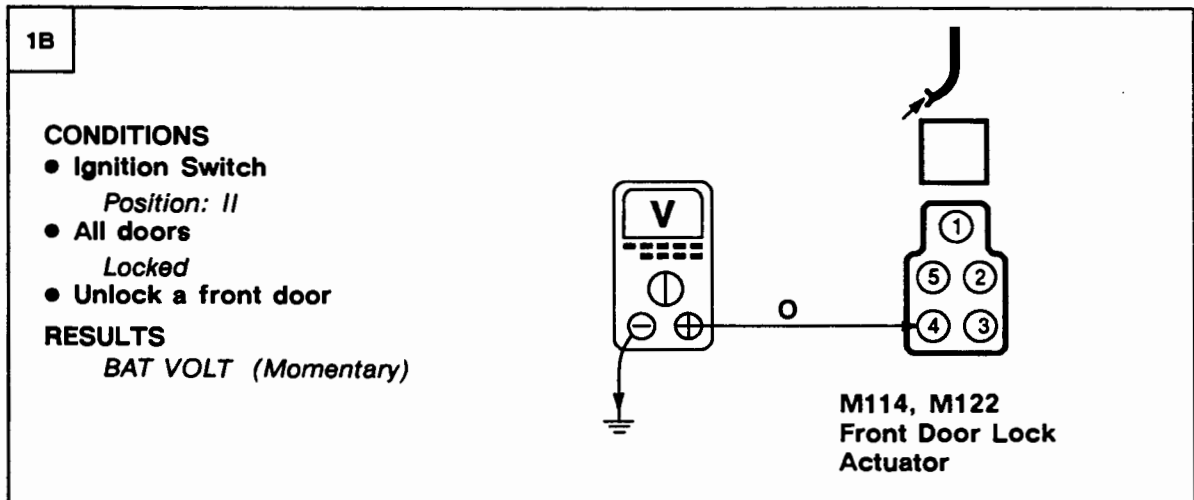 1B
CONDITIONS
● Ignition Switch
Position: II
● All doors
Locked
● Unlock a front door
RESULTS
BAT VOLT (Momentary)
V
O
1
5 2
4 3
M114, M122
Front Door Lock
Actuator